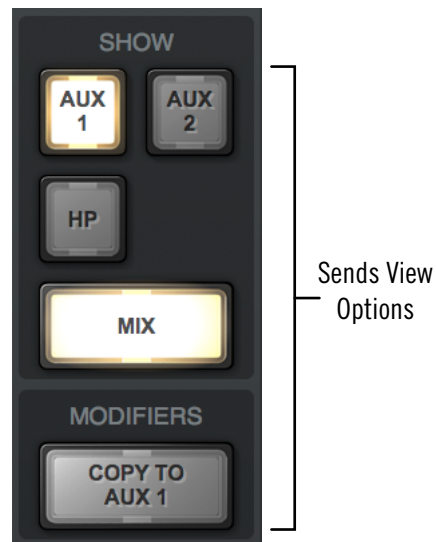 SHOW
AUX
1
AUX
2
HP
MIX
Sends View
Options
MODIFIERS
COPY TO
AUX 1